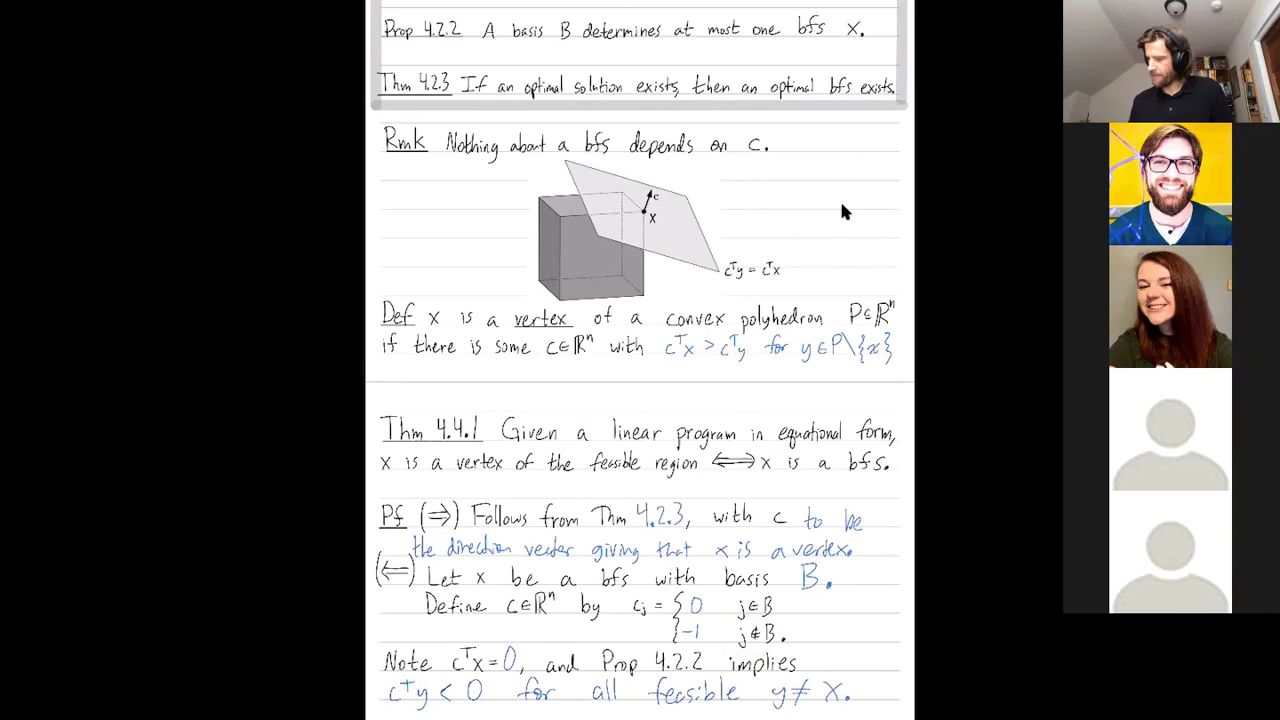 Prop 4.2.2 A basis B determines at most one bfs x.
Thm 4.2.3 If an optimal solution exists, then an optimal bfs exists.
Rmk Nothing about a bfs depends on c.
c
x
cᵀy = cᵀx
Def x is a vertex of a convex polyhedron P⊆ℝⁿ
if there is some c∈ℝⁿ with cᵀx > cᵀy for y∈P\{x}
Thm 4.4.1 Given a linear program in equational form,
x is a vertex of the feasible region ⟺ x is a bfs.
Pf (⇒) Follows from Thm 4.2.3, with c to be
the direction vector giving that x is a vertex.
(⇐) Let x be a bfs with basis B.
Define c∈ℝⁿ by cⱼ = { 0 j∈B
{ -1 j∉B.
Note cᵀx=0, and Prop 4.2.2 implies
cᵀy < 0 for all feasible y≠x.